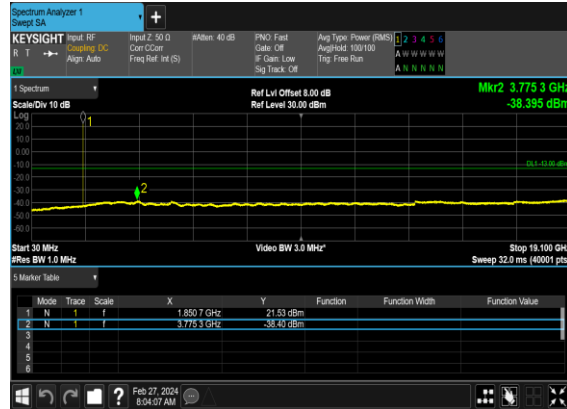 Spectrum Analyzer 1
Swept SA
+
KEYSIGHT Input: RF Input Z: 50 Ω #Atten: 40 dB PNO: Fast Avg Type: Power (RMS) 1 2 3 4 5 6
R T Coupling: DC Corr CCorr Gate: Off Avg|Hold: 100/100 A W W W W W
Align: Auto Freq Ref: Int (S) IF Gain: Low Trig: Free Run
Sig Track: Off A N N N N N
1 Spectrum Ref Lvl Offset 8.00 dB Mkr2 3.775 3 GHz
Scale/Div 10 dB Ref Level 30.00 dBm -38.395 dBm
Log
1
20.0
10.0
0.00
-10.0
DL1 -13.00 dBm
-20.0
-30.0
2
-40.0
-50.0
-60.0
Start 30 MHz Video BW 3.0 MHz* Stop 19.100 GHz
#Res BW 1.0 MHz Sweep 32.0 ms (40001 pts)
5 Marker Table
Mode Trace Scale X Y Function Function Width Function Value
1 N 1 f 1.850 7 GHz 21.53 dBm
2 N 1 f 3.775 3 GHz -38.40 dBm
3
4
5
6
? Feb 27, 2024
8:04:07 AM